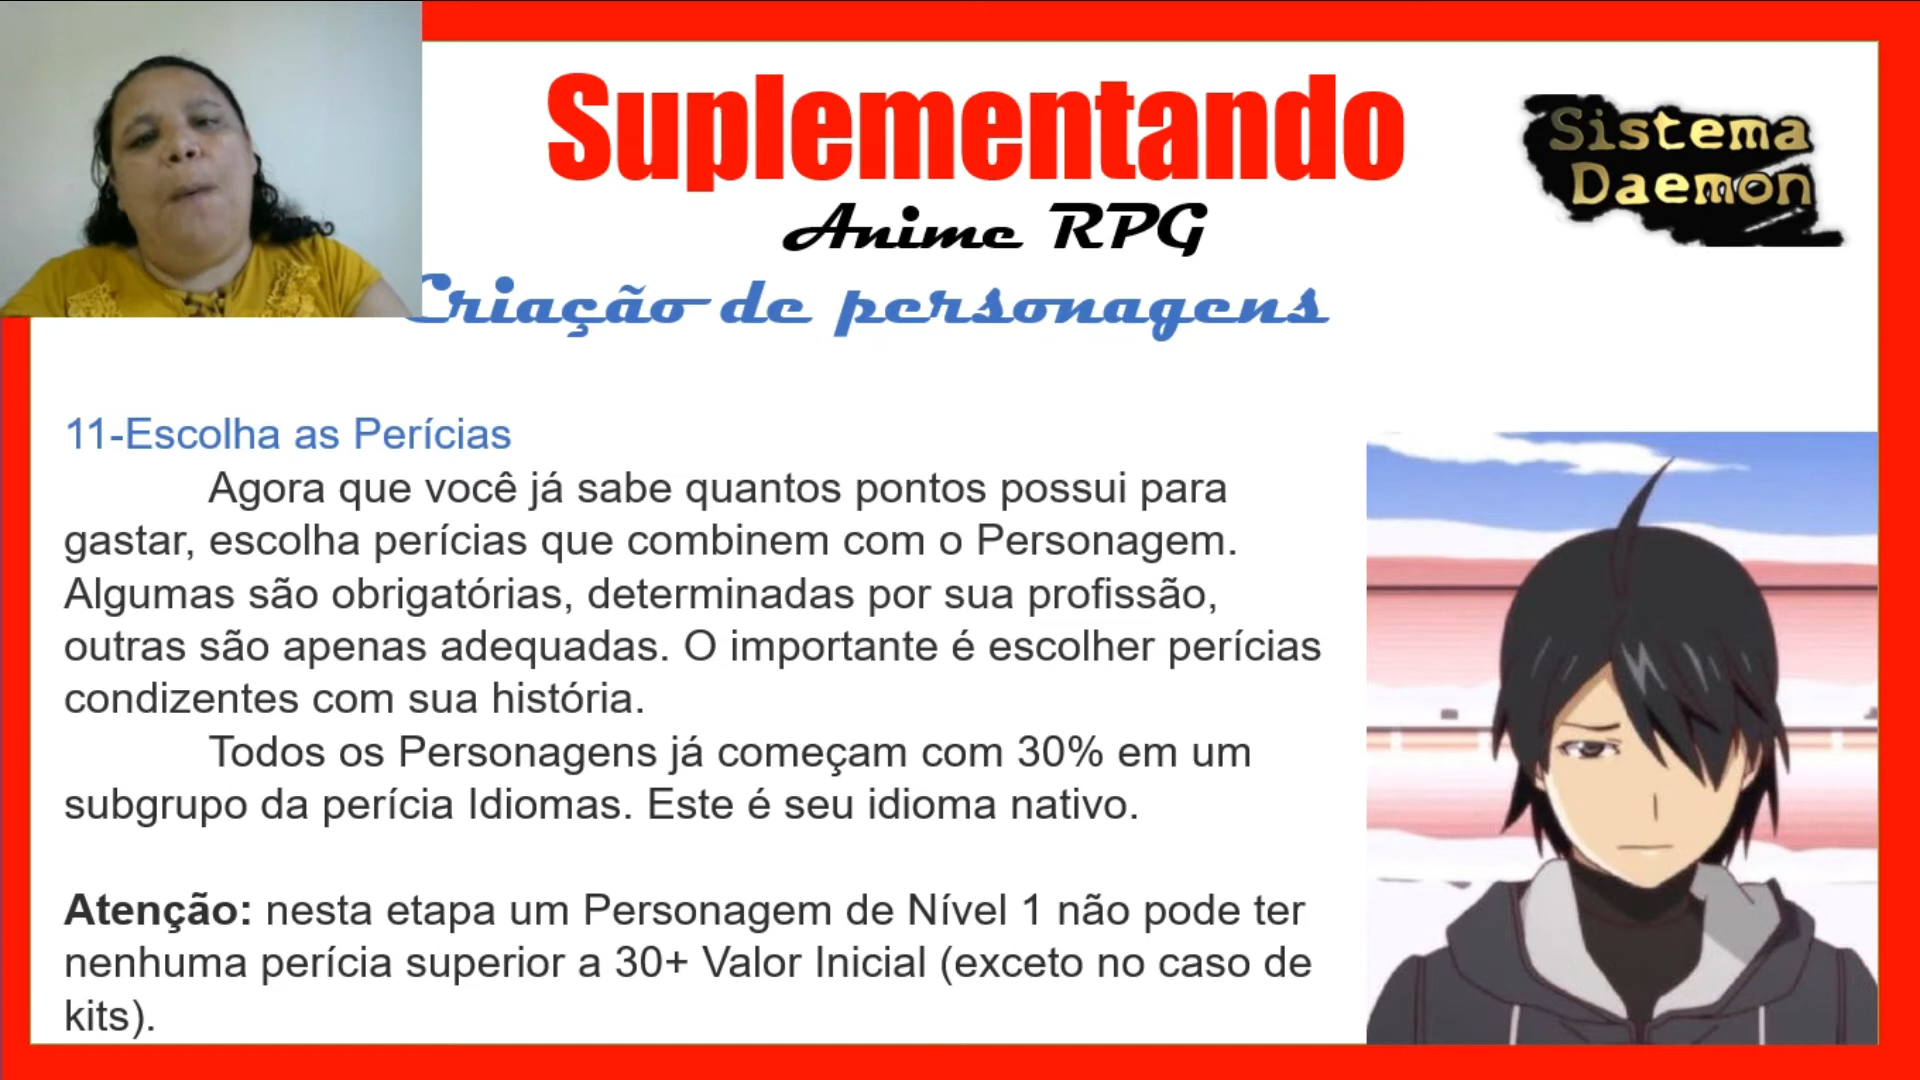 Suplementando
Anime RPG
Criação de personagens
Sistema
Daemon
11-Escolha as Perícias
Agora que você já sabe quantos pontos possui para
gastar, escolha perícias que combinem com o Personagem.
Algumas são obrigatórias, determinadas por sua profissão,
outras são apenas adequadas. O importante é escolher perícias
condizentes com sua história.
Todos os Personagens já começam com 30% em um
subgrupo da perícia Idiomas. Este é seu idioma nativo.
Atenção: nesta etapa um Personagem de Nível 1 não pode ter
nenhuma perícia superior a 30+ Valor Inicial (exceto no caso de
kits).